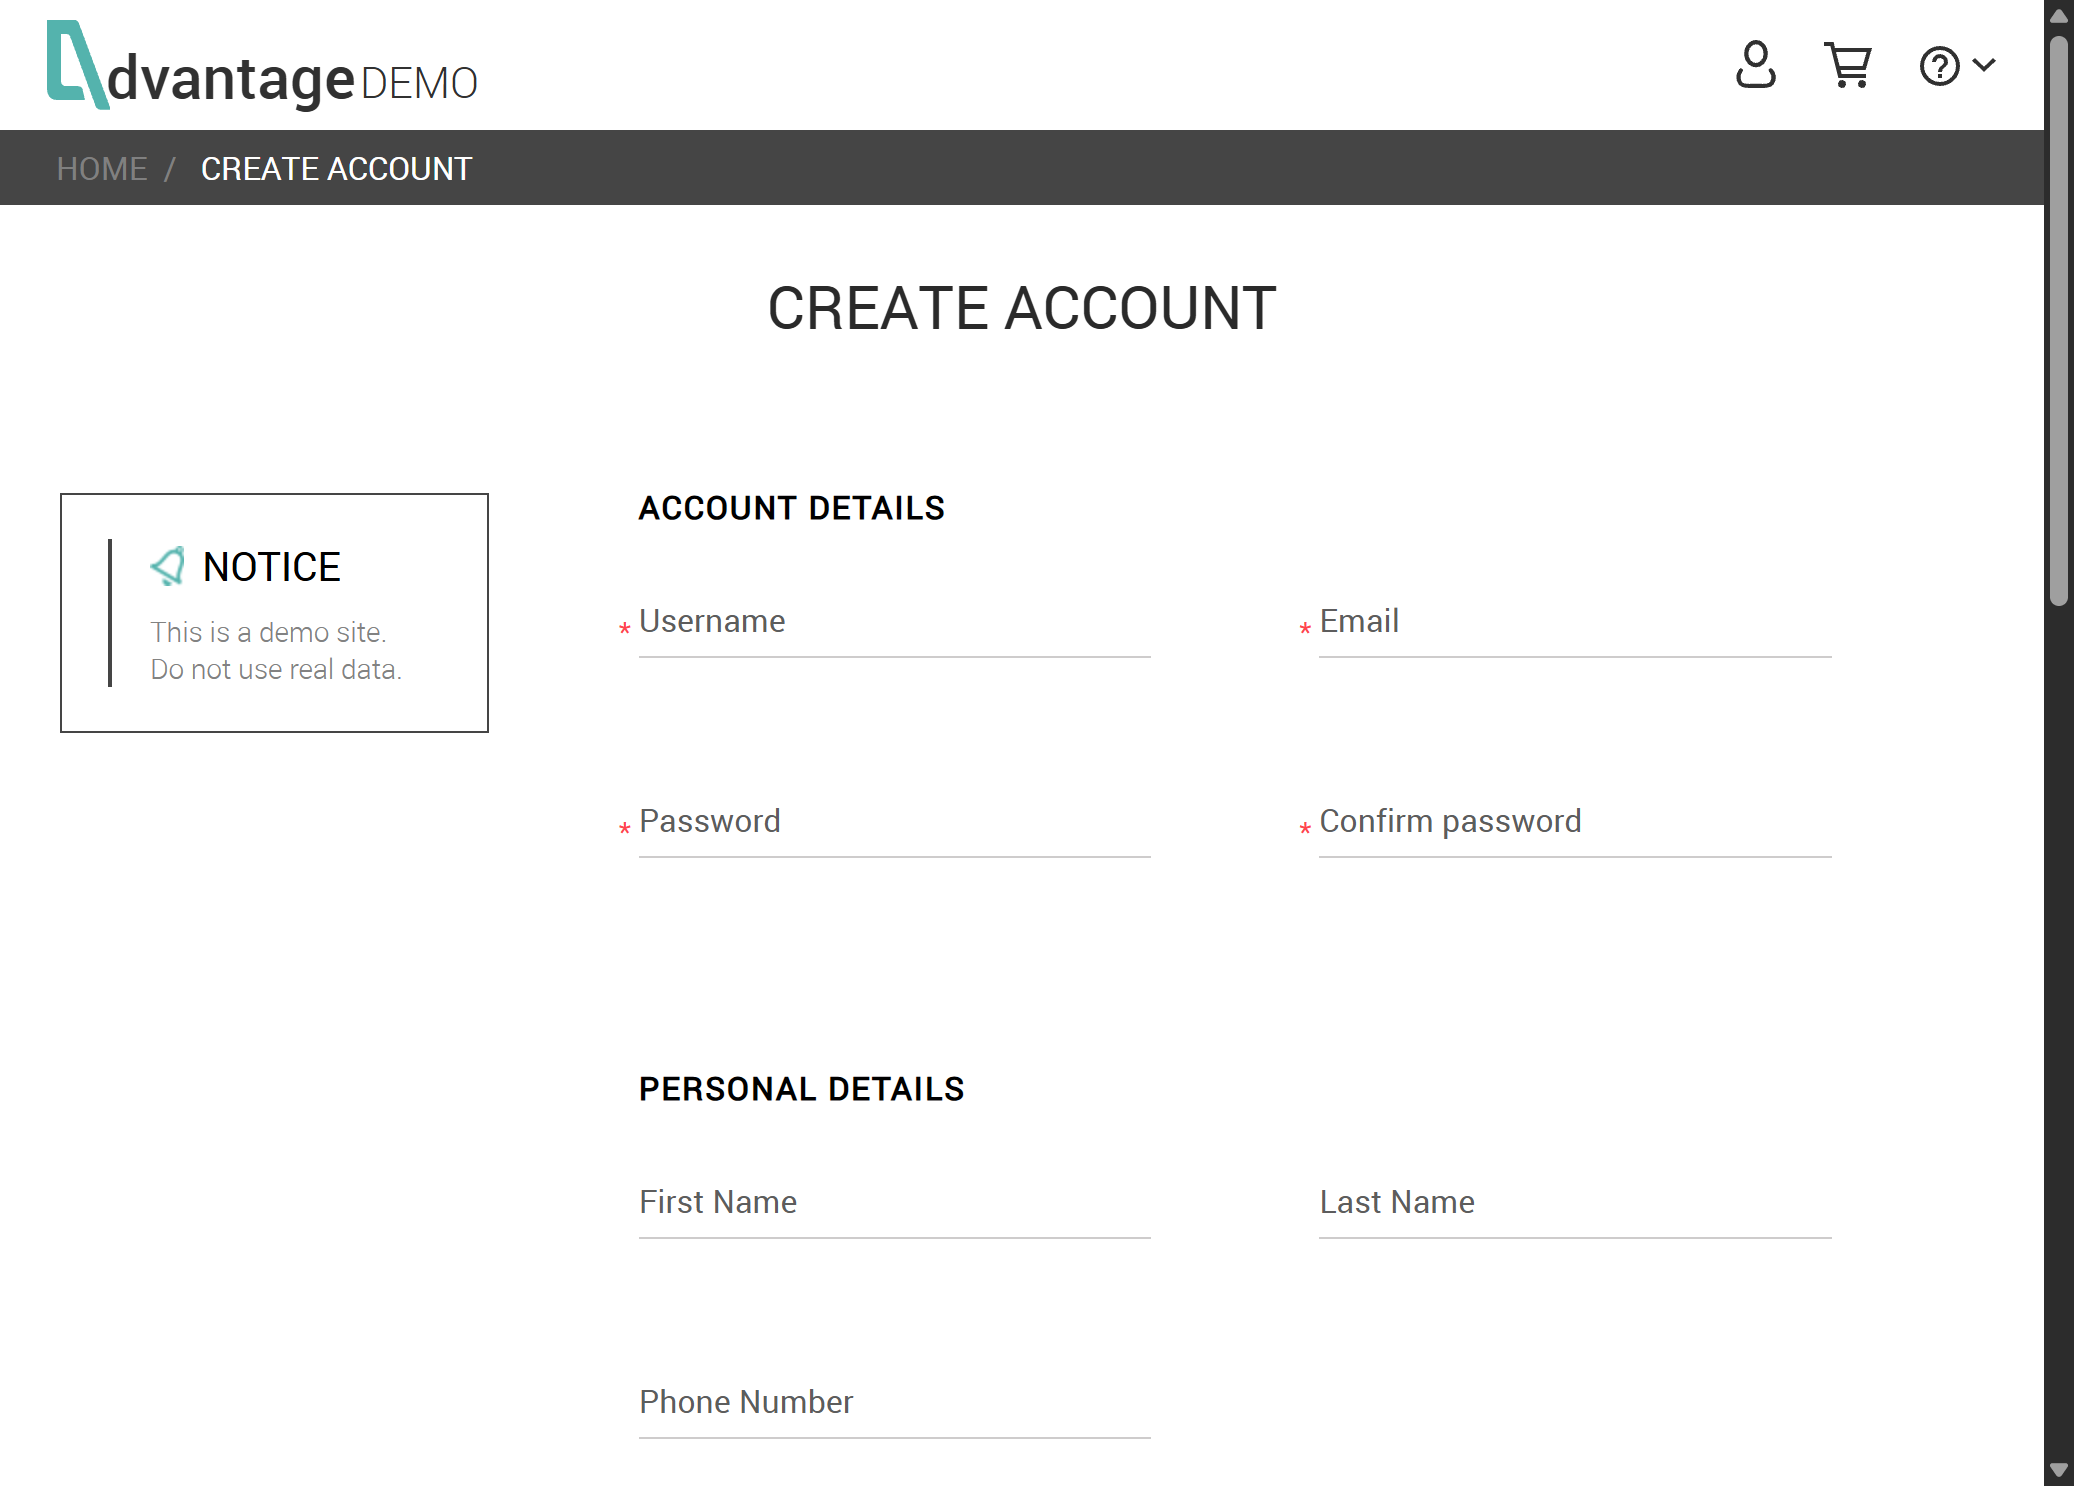 dvantage DEMO
HOME / CREATE ACCOUNT
CREATE ACCOUNT
NOTICE
This is a demo site.
Do not use real data.
ACCOUNT DETAILS
* Username
* Email
* Password
* Confirm password
PERSONAL DETAILS
First Name
Last Name
Phone Number